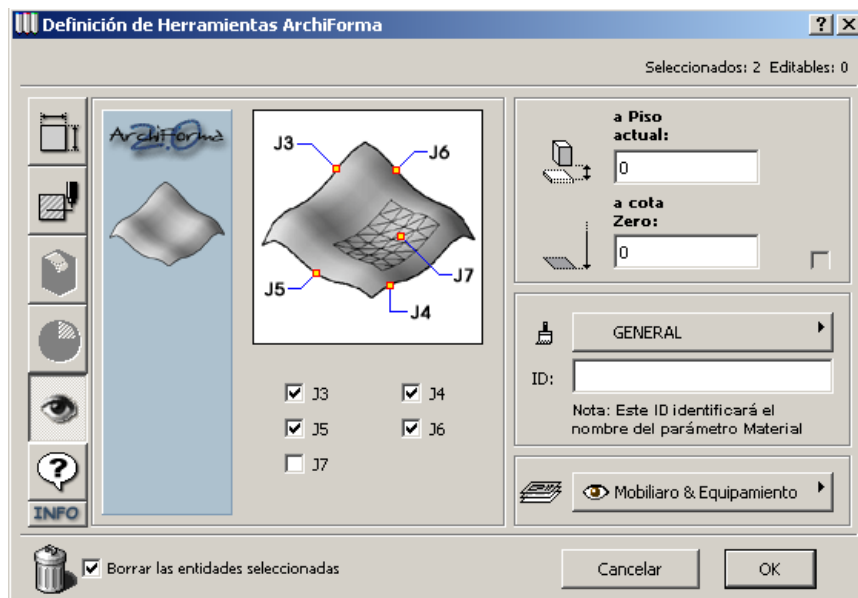 Definición de Herramientas ArchiForma
Seleccionados: 2 Editables: 0
ArchiForma
2.0
J3
J6
J7
J5
J4
J3
J4
J5
J6
J7
a Piso
actual:
0
a cota
Zero:
0
GENERAL
ID:
Nota: Este ID identificará el
nombre del parámetro Material
Mobiliaro & Equipamiento
INFO
Borrar las entidades seleccionadas
Cancelar
OK